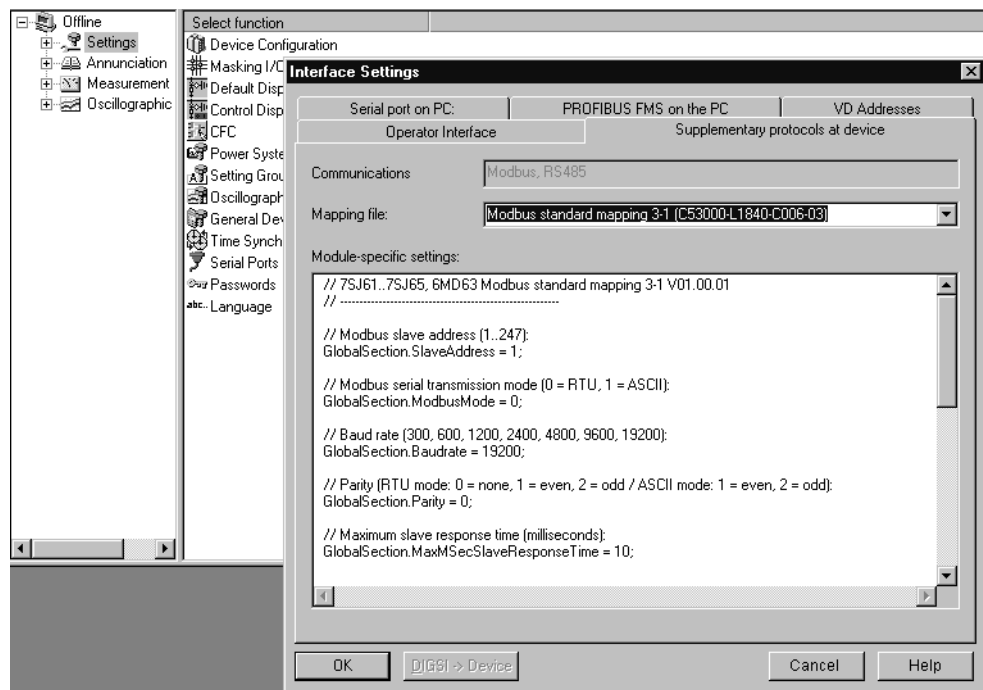 Offline
Settings
Annunciation
Measurement
Oscillographic
Select function
Device Configuration
Masking I/O
Default Disp
Control Disp
CFC
Power Syste
Setting Grou
Oscillograph
General Dev
Time Synch
Serial Ports
Passwords
abc..
Language
Interface Settings
Serial port on PC:
PROFIBUS FMS on the PC
VD Addresses
Operator Interface
Supplementary protocols at device
Communications
Modbus, RS485
Mapping file:
Modbus standard mapping 3-1 (C53000-L1840-C006-03)
Module-specific settings:
// 7SJ61..7SJ65, 6MD63 Modbus standard mapping 3-1 V01.00.01
// ---------------------------------------------------------
// Modbus slave address (1..247):
GlobalSection.SlaveAddress = 1;
// Modbus serial transmission mode (0 = RTU, 1 = ASCII):
GlobalSection.ModbusMode = 0;
// Baud rate (300, 600, 1200, 2400, 4800, 9600, 19200):
GlobalSection.Baudrate = 19200;
// Parity (RTU mode: 0 = none, 1 = even, 2 = odd / ASCII mode: 1 = even, 2 = odd):
GlobalSection.Parity = 0;
// Maximum slave response time (milliseconds):
GlobalSection.MaxMSecSlaveResponseTime = 10;
OK
DIGSI -> Device
Cancel
Help